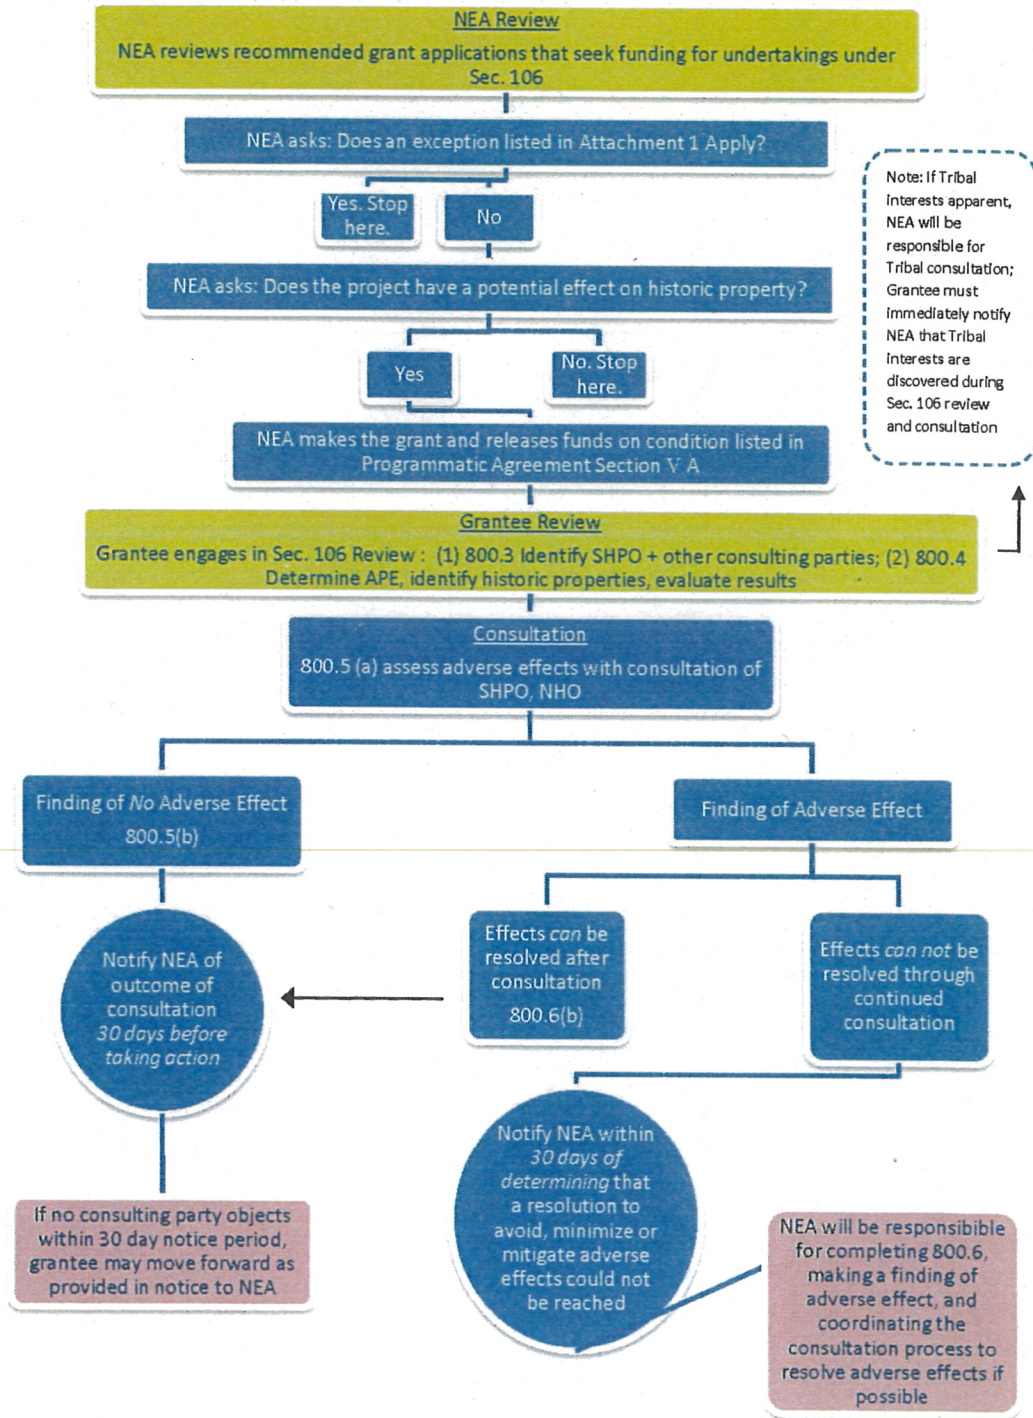 NEA Review
NEA reviews recommended grant applications that seek funding for undertakings under
Sec. 106
NEA asks: Does an exception listed in Attachment 1 Apply?
Yes. Stop
here.
No
NEA asks: Does the project have a potential effect on historic property?
Yes
No. Stop
here.
NEA makes the grant and releases funds on condition listed in
Programmatic Agreement Section V A
Note: If Tribal
interests apparent,
NEA will be
responsible for
Tribal consultation;
Grantee must
immediately notify
NEA that Tribal
interests are
discovered during
Sec. 106 review
and consultation
Grantee Review
Grantee engages in Sec. 106 Review : (1) 800.3 Identify SHPO + other consulting parties; (2) 800.4
Determine APE, identify historic properties, evaluate results
Consultation
800.5 (a) assess adverse effects with consultation of
SHPO, NHO
Finding of No Adverse Effect
800.5(b)
Finding of Adverse Effect
Notify NEA of
outcome of
consultation
30 days before
taking action
Effects can be
resolved after
consultation
800.6(b)
Effects can not be
resolved through
continued
consultation
If no consulting party objects
within 30 day notice period,
grantee may move forward as
provided in notice to NEA
Notify NEA within
30 days of
determining that
a resolution to
avoid, minimize or
mitigate adverse
effects could not
be reached
NEA will be responsibible
for completing 800.6,
making a finding of
adverse effect, and
coordinating the
consultation process to
resolve adverse effects if
possible